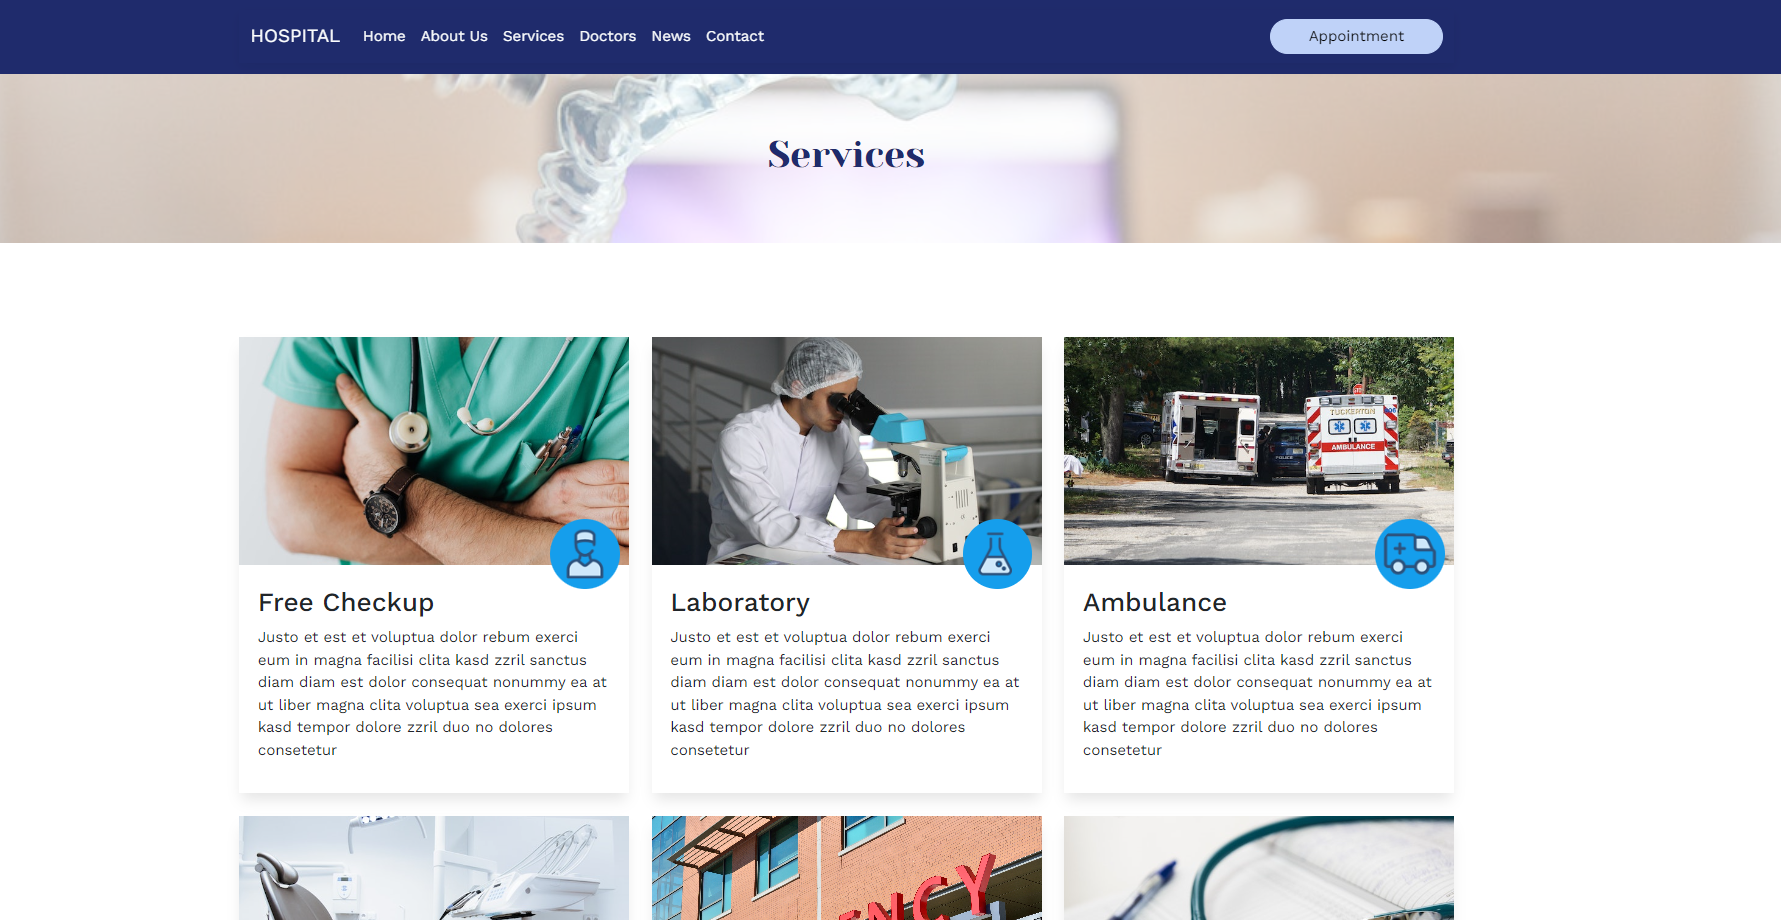 HOSPITAL Home About Us Services Doctors News Contact Appointment
Services
TUCKERTON
AMBULANCE
POLICE
Free Checkup
Justo et est et voluptua dolor rebum exerci
eum in magna facilisi clita kasd zzril sanctus
diam diam est dolor consequat nonummy ea at
ut liber magna clita voluptua sea exerci ipsum
kasd tempor dolore zzril duo no dolores
consetetur
Laboratory
Justo et est et voluptua dolor rebum exerci
eum in magna facilisi clita kasd zzril sanctus
diam diam est dolor consequat nonummy ea at
ut liber magna clita voluptua sea exerci ipsum
kasd tempor dolore zzril duo no dolores
consetetur
Ambulance
Justo et est et voluptua dolor rebum exerci
eum in magna facilisi clita kasd zzril sanctus
diam diam est dolor consequat nonummy ea at
ut liber magna clita voluptua sea exerci ipsum
kasd tempor dolore zzril duo no dolores
consetetur
ENCY